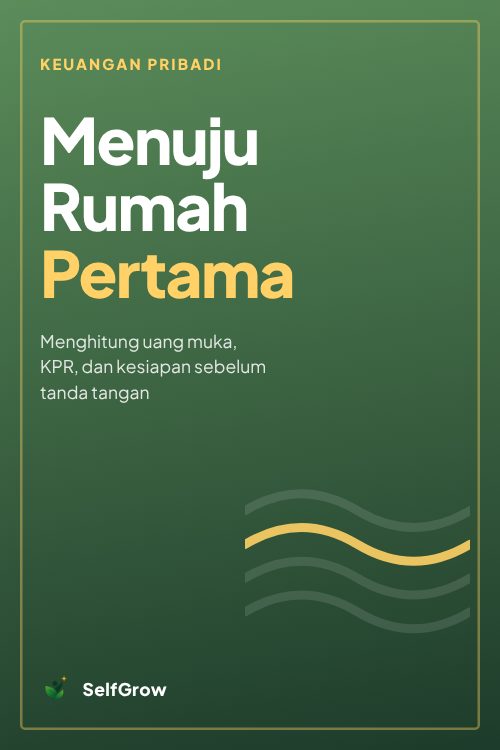 KEUANGAN PRIBADI
Menuju
Rumah
Pertama
Menghitung uang muka,
KPR, dan kesiapan sebelum
tanda tangan
SelfGrow